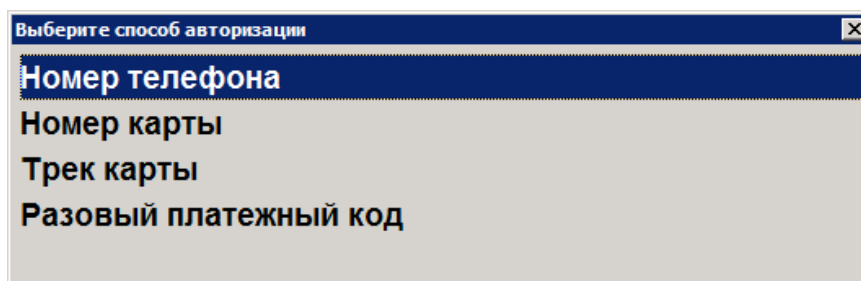 Выберите способ авторизации
Номер телефона
Номер карты
Трек карты
Разовый платежный код